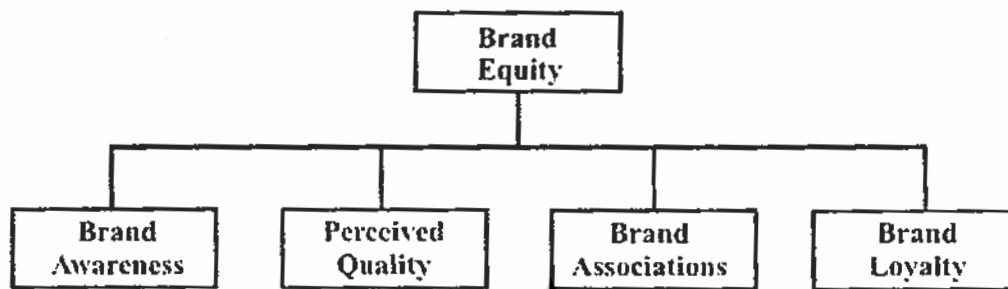 Brand
Equity
Brand
Awareness
Perceived
Quality
Brand
Associations
Brand
Loyalty